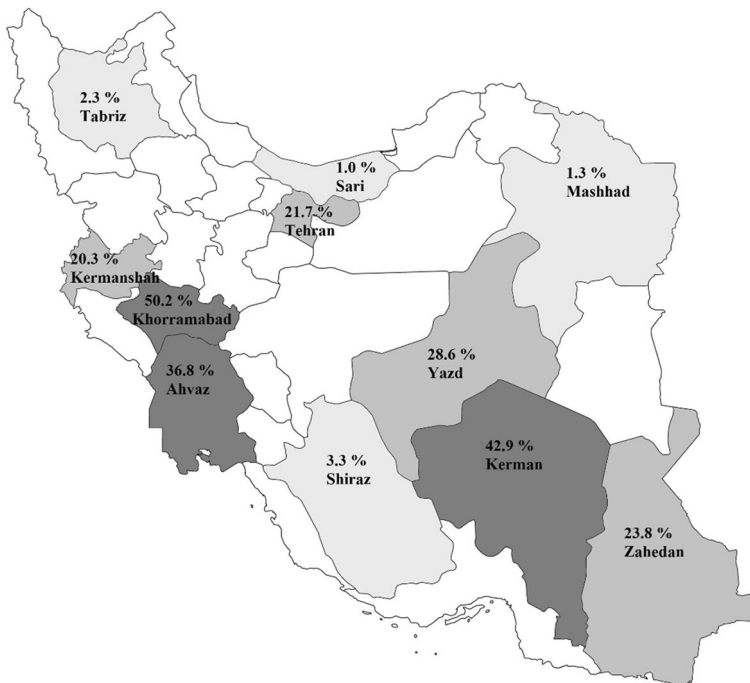 2.3 %
Tabriz
1.0 %
Sari
1.3 %
Mashhad
21.7 %
Tehran
20.3 %
Kermanshah
50.2 %
Khorramabad
36.8 %
Ahvaz
28.6 %
Yazd
3.3 %
Shiraz
42.9 %
Kerman
23.8 %
Zahedan